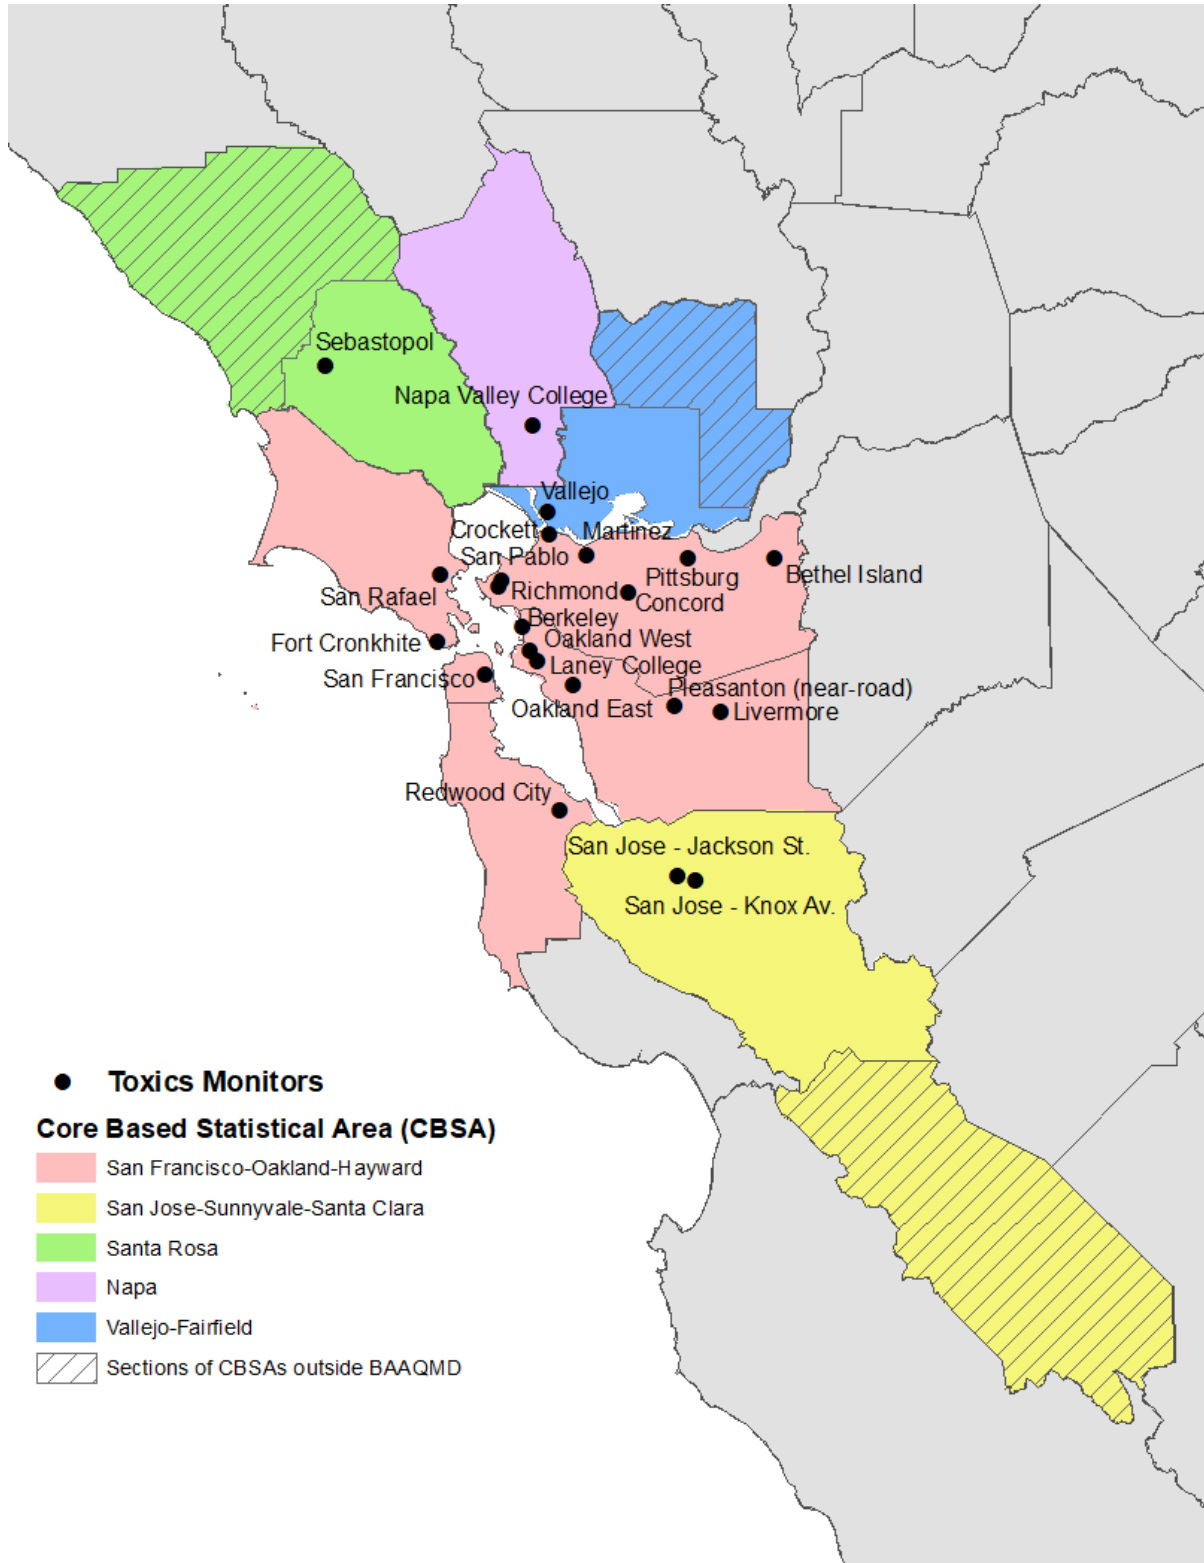 Sebastopol
Napa Valley College
Vallejo
Crockett
Martinez
San Pablo
Pittsburg
Bethel Island
San Rafael
Richmond
Concord
Berkeley
Fort Cronkhite
Oakland West
Laney College
San Francisco
Pleasanton (near-road)
Oakland East
Livermore
Redwood City
San Jose - Jackson St.
San Jose - Knox Av.
Toxics Monitors
Core Based Statistical Area (CBSA)
San Francisco-Oakland-Hayward
San Jose-Sunnyvale-Santa Clara
Santa Rosa
Napa
Vallejo-Fairfield
Sections of CBSAs outside BAAQMD